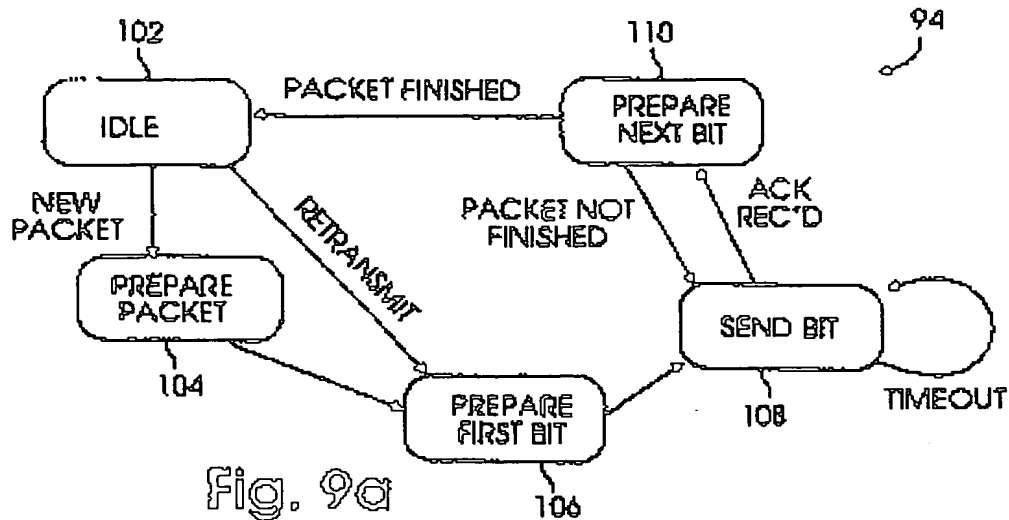 102
110
94
IDLE
PACKET FINISHED
PREPARE
NEXT BIT
NEW
PACKET
RETRANSMIT
PACKET NOT
FINISHED
ACK
REC'D
PREPARE
PACKET
SEND BIT
104
108
TIMEOUT
PREPARE
FIRST BIT
106
Fig. 9a